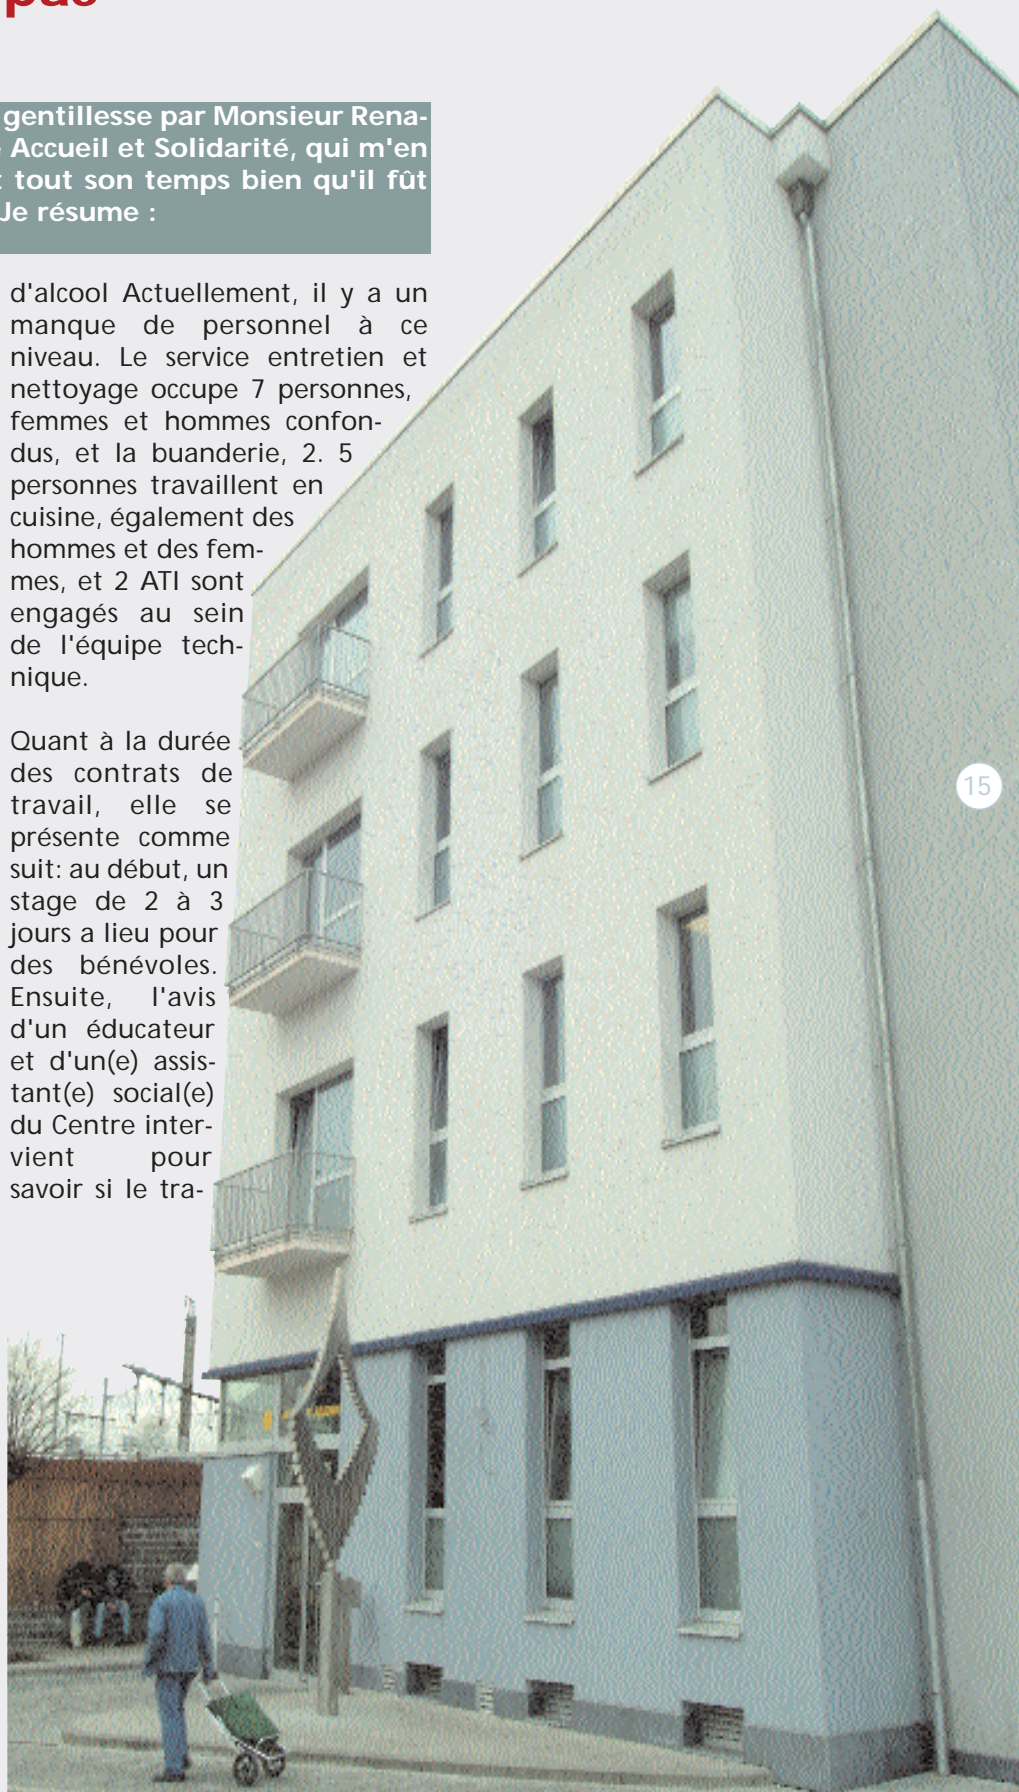 pas
gentillesse par Monsieur Rena-
Accueil et Solidarité, qui m'en
tout son temps bien qu'il fût
Je résume :
d'alcool Actuellement, il y a un
manque de personnel à ce
niveau. Le service entretien et
nettoyage occupe 7 personnes,
femmes et hommes confon-
dus, et la buanderie, 2. 5
personnes travaillent en
cuisine, également des
hommes et des fem-
mes, et 2 ATI sont
engagés au sein
de l'équipe tech-
nique.
Quant à la durée
des contrats de
travail, elle se
présente comme
suit: au début, un
stage de 2 à 3
jours a lieu pour
des bénévoles.
Ensuite, l'avis
d'un éducateur
et d'un(e) assis-
tant(e) social(e)
du Centre inter-
vient pour
savoir si le tra-
15